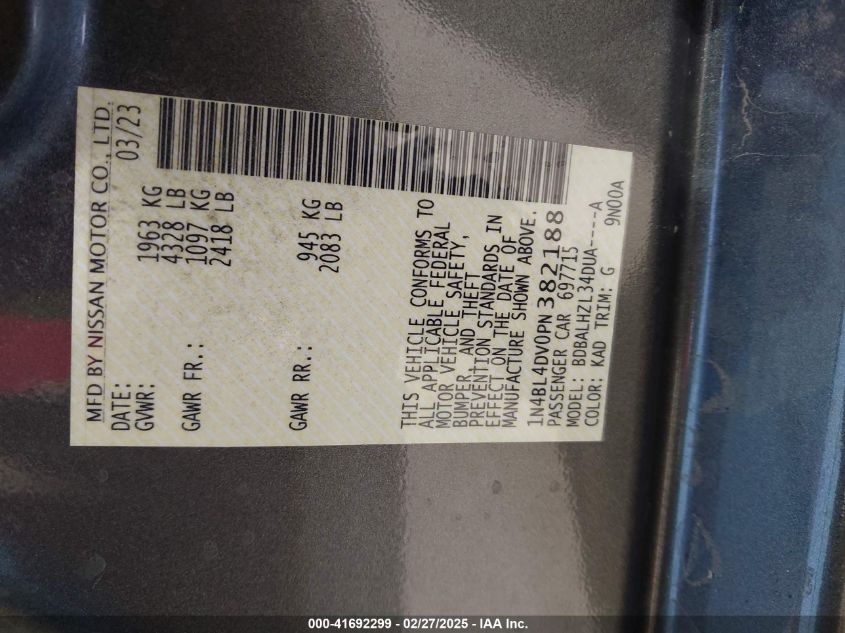 MFD BY NISSAN MOTOR CO., LTD.
DATE: 03/23
GVWR: 1963 KG
4328 LB
GAWR FR.: 1097 KG
2418 LB
GAWR RR.: 945 KG
2083 LB
THIS VEHICLE CONFORMS TO
ALL APPLICABLE FEDERAL
MOTOR VEHICLE SAFETY,
BUMPER, AND THEFT
PREVENTION STANDARDS IN
EFFECT ON THE DATE OF
MANUFACTURE SHOWN ABOVE.
1N4BL4DV0PN382188
PASSENGER CAR 697715
MODEL: BDBALHZL34DUA----A
COLOR: KAD TRIM: G 9N00A
000-41692299 - 02/27/2025 - IAA Inc.